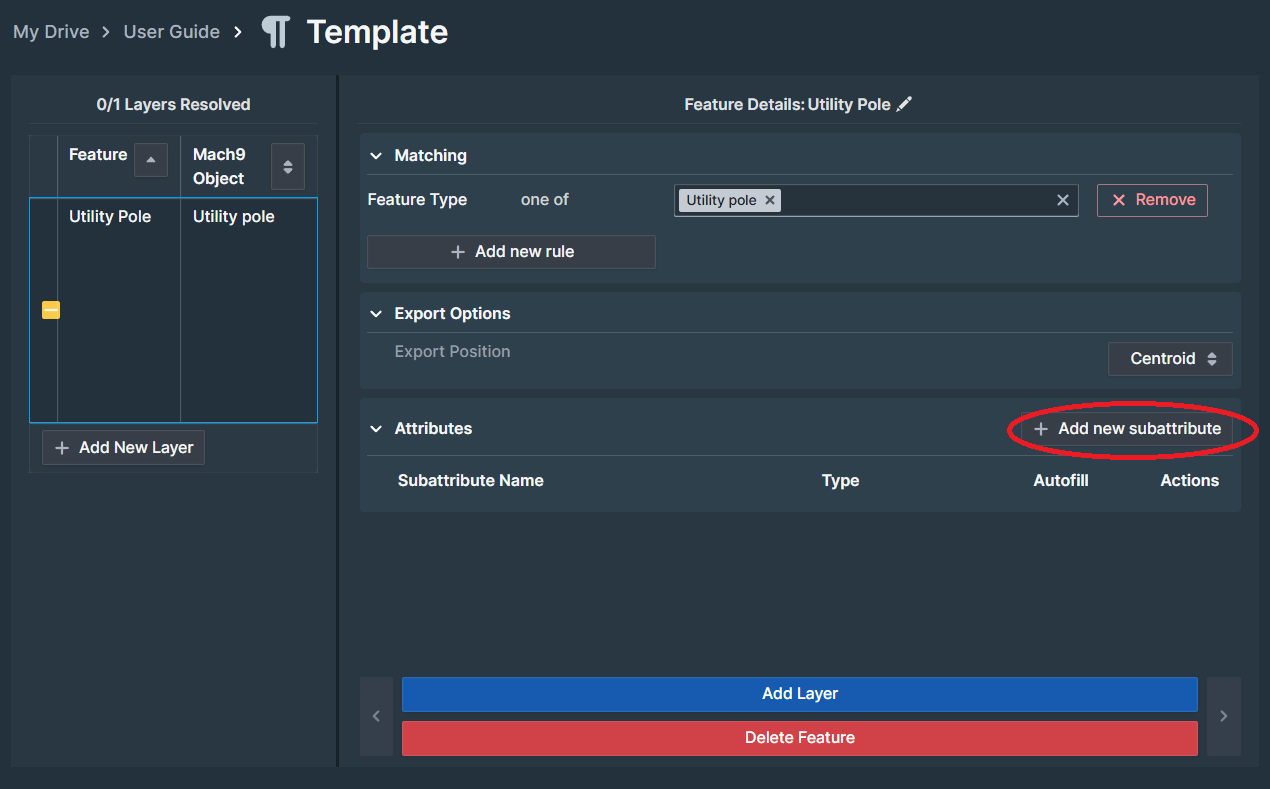 My Drive > User Guide > ¶ Template
0/1 Layers Resolved
Feature
Mach9
Object
Utility Pole
Utility pole
+ Add New Layer
Feature Details: Utility Pole
Matching
Feature Type one of Utility pole × × × Remove
+ Add new rule
Export Options
Export Position Centroid
Attributes + Add new subattribute
Subattribute Name Type Autofill Actions
Add Layer
Delete Feature